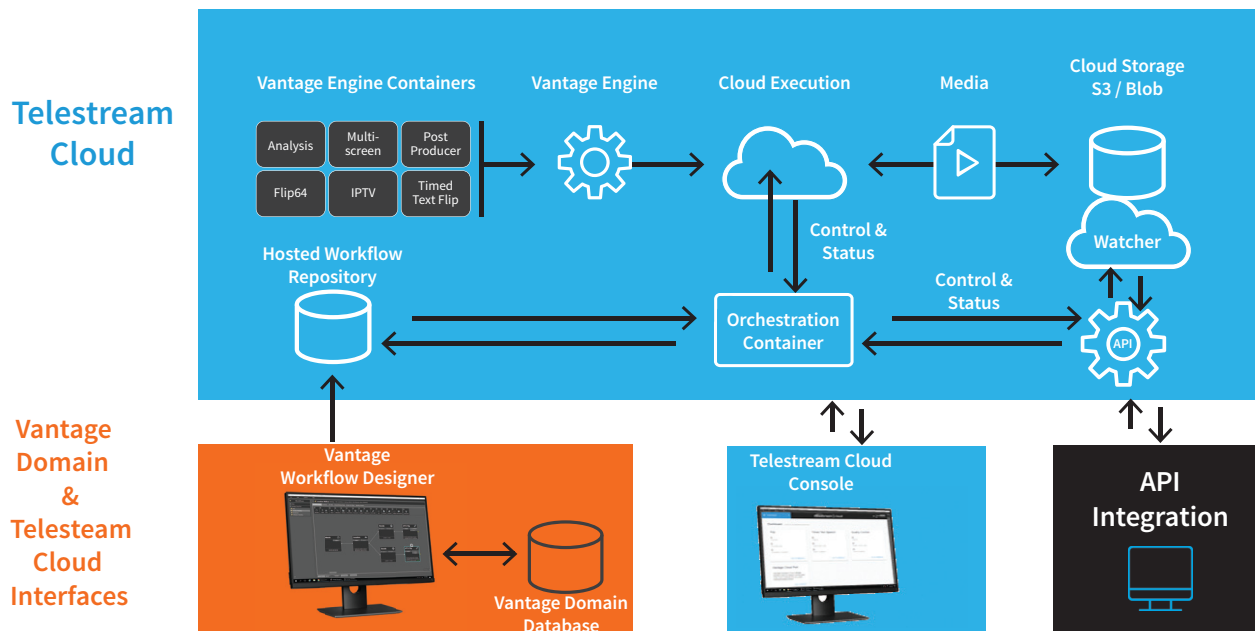 Telestream
Cloud
Vantage Engine Containers
Vantage Engine
Cloud Execution
Media
Cloud Storage
S3 / Blob
Analysis
Multi-
screen
Post
Producer
Flip64
IPTV
Timed
Text Flip
Control &
Status
Watcher
Hosted Workflow
Repository
Control &
Status
Orchestration
Container
API
Vantage
Domain
&
Telesteam
Cloud
Interfaces
Vantage
Workflow Designer
Vantage Domain
Database
Telestream Cloud
Console
API
Integration